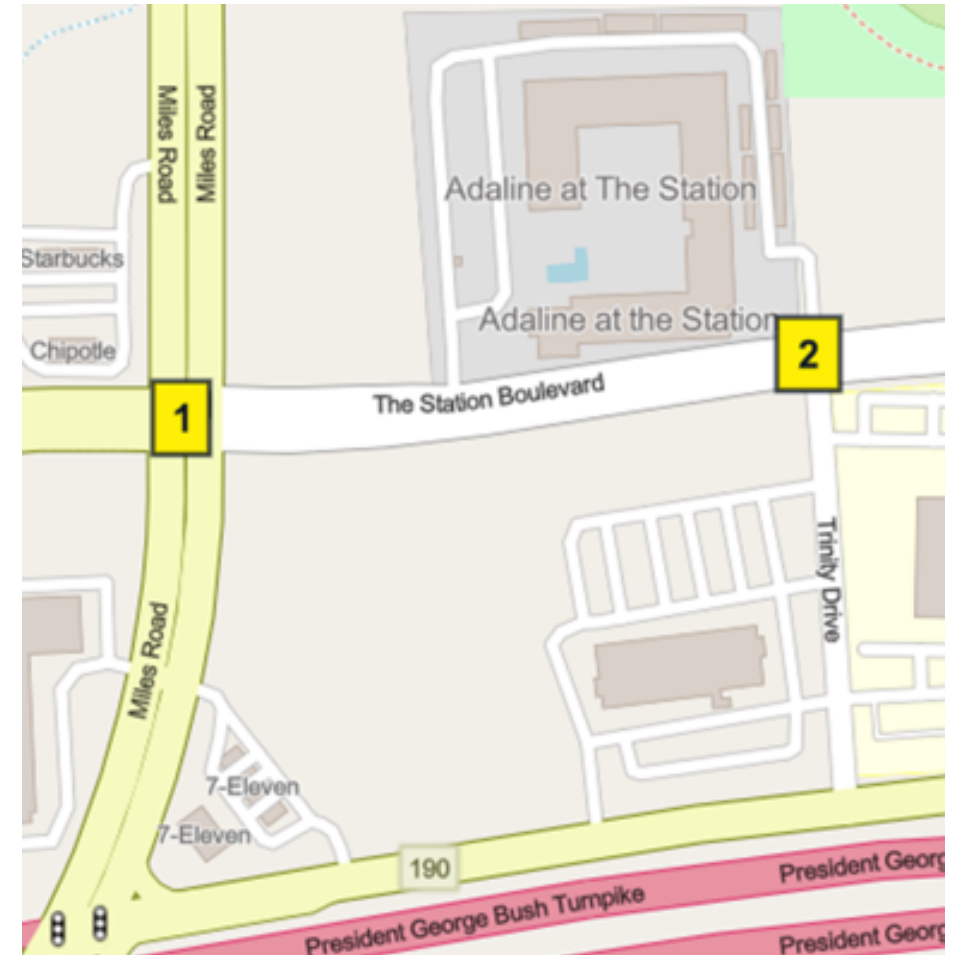 Miles Road
Miles Road
Adaline at The Station
Starbucks
Adaline at the Station
Chipotle
2
The Station Boulevard
1
Trinity Drive
Miles Road
7-Eleven
7-Eleven
190
President Georg
President George Bush Turnpike
President Georg